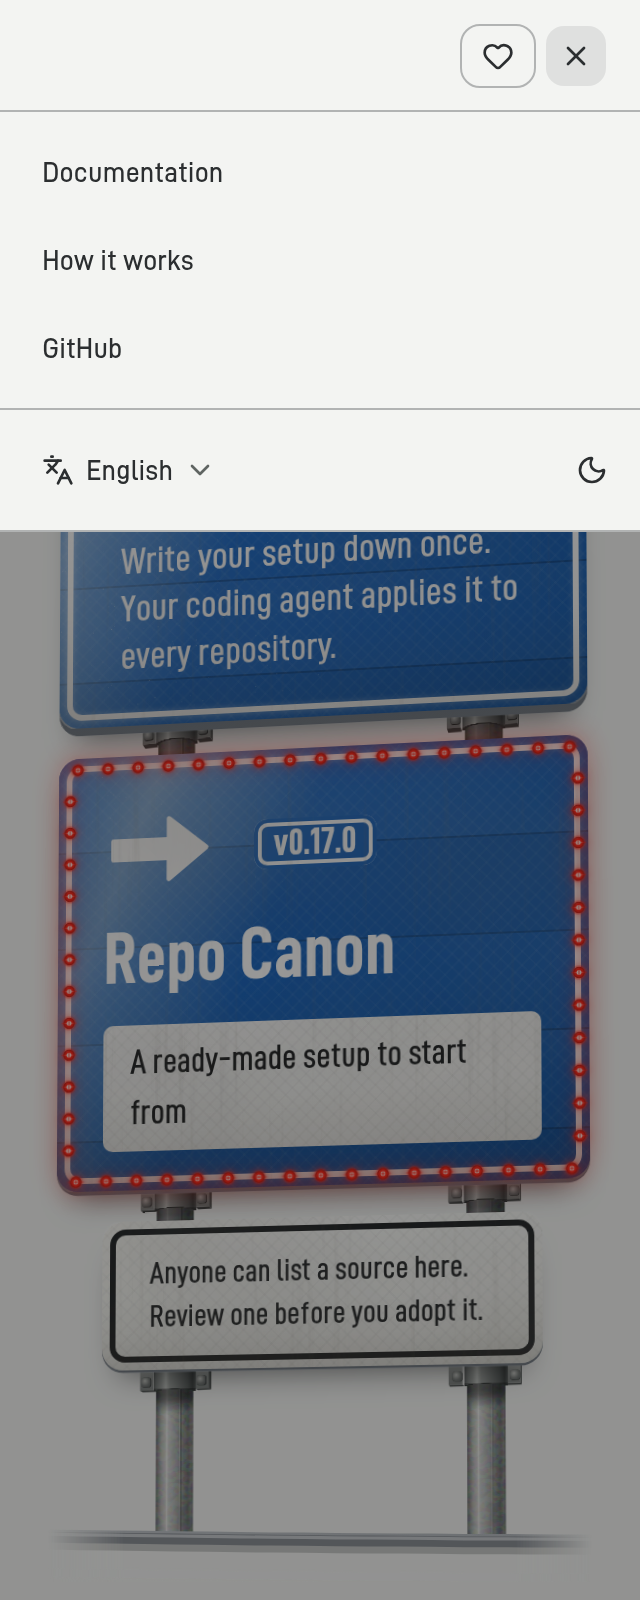 Documentation
How it works
GitHub
English
Write your setup down once.
Your coding agent applies it to
every repository.
v0.17.0
Repo Canon
A ready-made setup to start
from
Anyone can list a source here.
Review one before you adopt it.